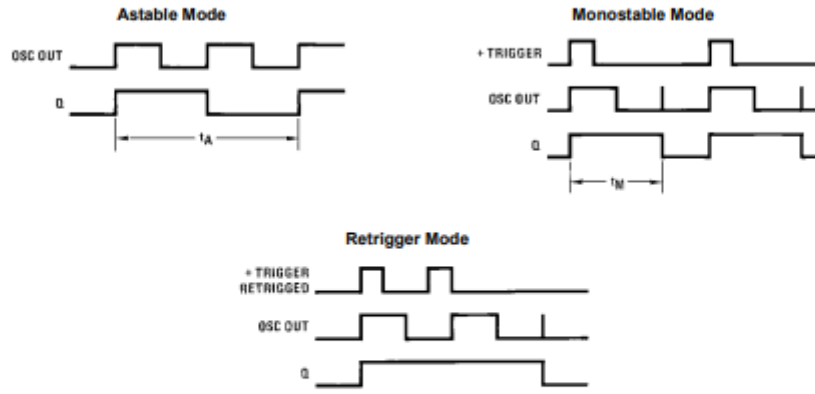 Astable Mode
OSC OUT
Q
tA
Monostable Mode
+ TRIGGER
OSC OUT
Q
tM
Retrigger Mode
+ TRIGGER
RETRIGGED
OSC OUT
Q